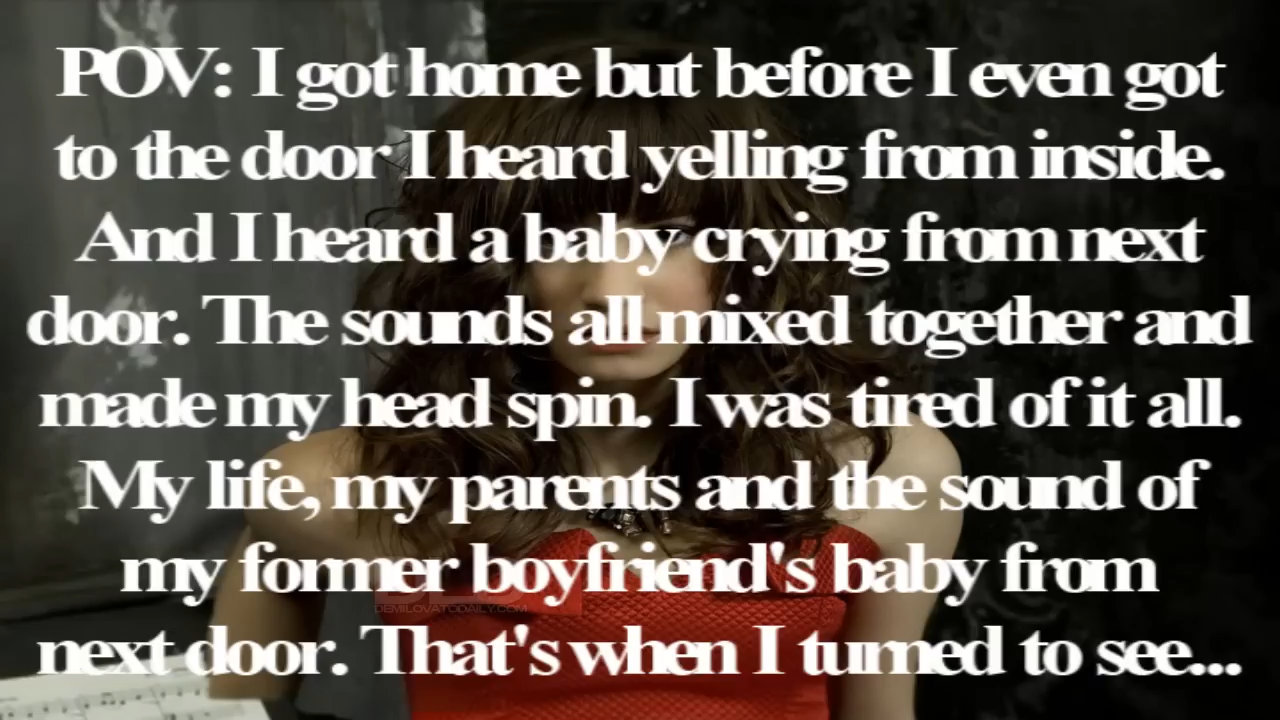 POV: I got home but before I even got
to the door I heard yelling from inside.
And I heard a baby crying from next
door. The sounds all mixed together and
made my head spin. I was tired of it all.
My life, my parents and the sound of
my former boyfriend's baby from
DEMILOVATODAILY.COM
next door. That's when I turned to see...